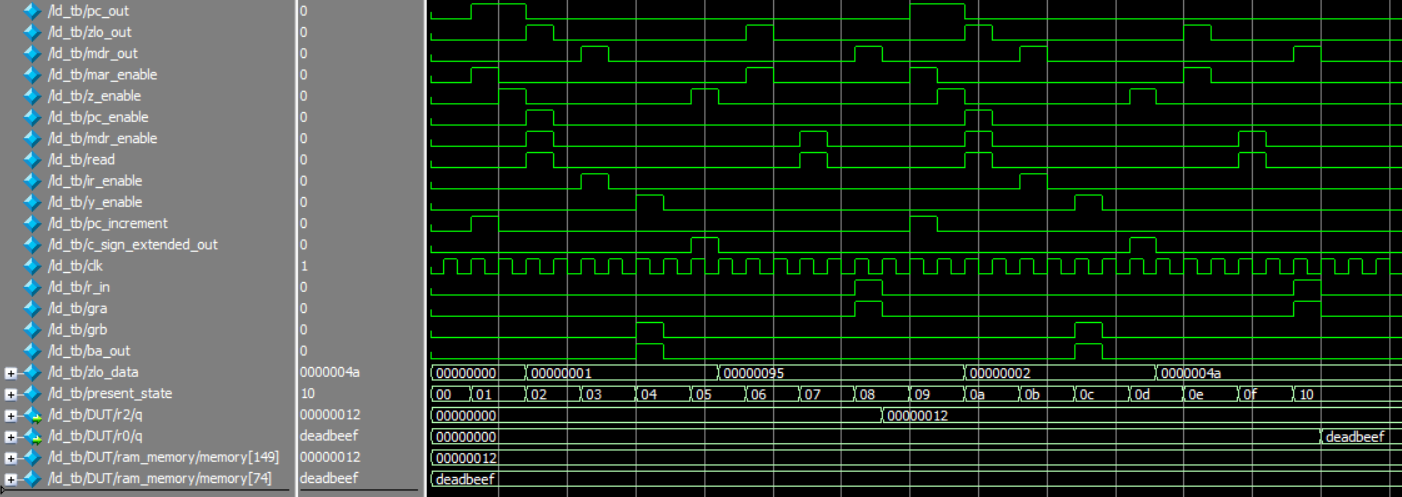 /ld_tb/pc_out 0
/ld_tb/zlo_out 0
/ld_tb/mdr_out 0
/ld_tb/mar_enable 0
/ld_tb/z_enable 0
/ld_tb/pc_enable 0
/ld_tb/mdr_enable 0
/ld_tb/read 0
/ld_tb/ir_enable 0
/ld_tb/y_enable 0
/ld_tb/pc_increment 0
/ld_tb/c_sign_extended_out 0
/ld_tb/clk 1
/ld_tb/r_in 0
/ld_tb/gra 0
/ld_tb/grb 0
/ld_tb/ba_out 0
/ld_tb/zlo_data 0000004a 00000000 00000001 00000095 00000002 0000004a
/ld_tb/present_state 10 00 01 02 03 04 05 06 07 08 09 0a 0b 0c 0d 0e 0f 10
/ld_tb/DUT/r2/q 00000012 00000000 00000012
/ld_tb/DUT/r0/q deadbeef 00000000 deadbeef
/ld_tb/DUT/ram_memory/memory[149] 00000012 00000012
/ld_tb/DUT/ram_memory/memory[74] deadbeef deadbeef